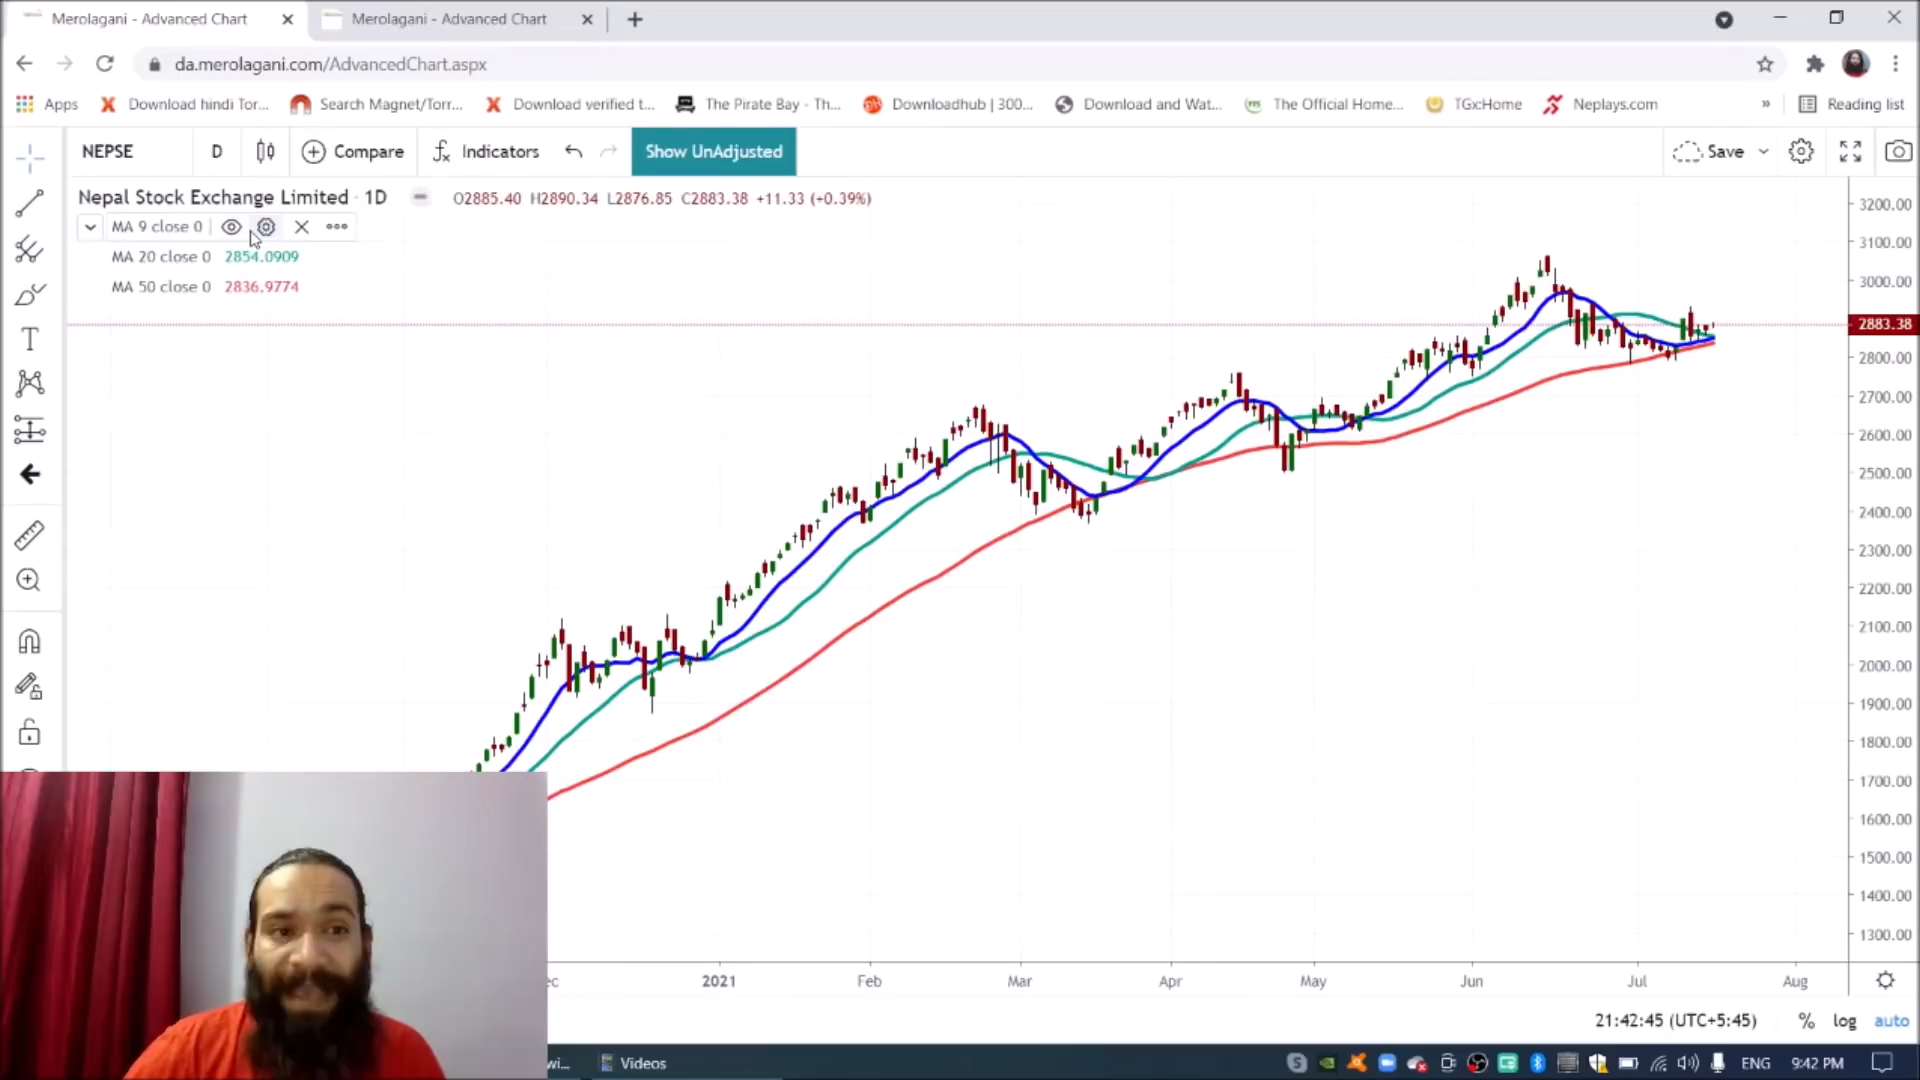 Merolagani - Advanced Chart
Merolagani - Advanced Chart
da.merolagani.com/AdvancedChart.aspx
Apps
Download hindi Tor...
Search Magnet/Torr...
Download verified t...
The Pirate Bay - Th...
Downloadhub | 300...
Download and Wat...
The Official Home...
TGx:Home
Neplays.com
»
Reading list
NEPSE
D
Compare
Indicators
Show UnAdjusted
Save
Nepal Stock Exchange Limited · 1D
O2885.40 H2890.34 L2876.85 C2883.38 +11.33 (+0.39%)
MA 9 close 0
MA 20 close 0 2854.0909
MA 50 close 0 2836.9774
3200.00
3100.00
3000.00
2883.38
2800.00
2700.00
2600.00
2500.00
2400.00
2300.00
2200.00
2100.00
2000.00
1900.00
1800.00
1700.00
1600.00
1500.00
1400.00
1300.00
ec 2021 Feb Mar Apr May Jun Jul Aug
21:42:45 (UTC+5:45) % log auto
wi...
Videos
ENG
9:42 PM